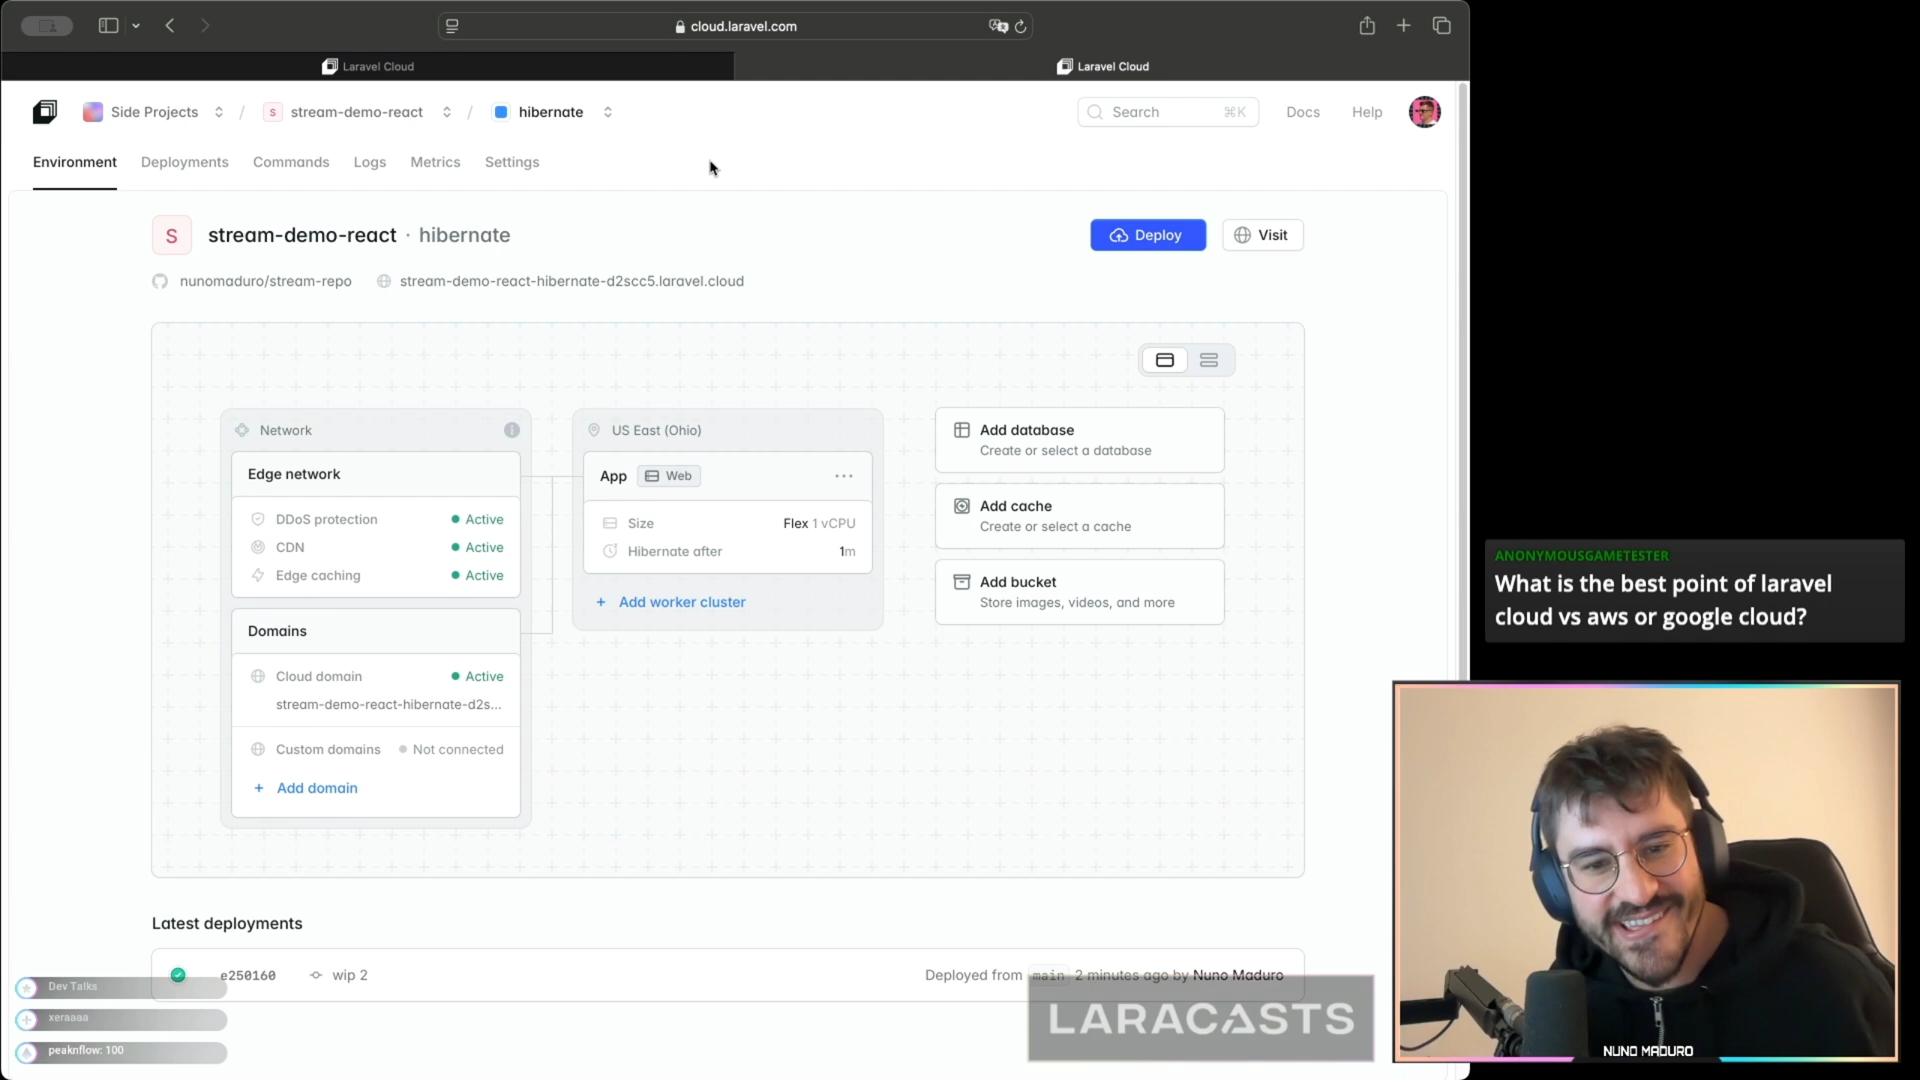 cloud.laravel.com
Laravel Cloud
Laravel Cloud
Side Projects / S stream-demo-react / hibernate
Search ⌘K Docs Help
Environment Deployments Commands Logs Metrics Settings
S stream-demo-react · hibernate
Deploy Visit
nunomaduro/stream-repo stream-demo-react-hibernate-d2scc5.laravel.cloud
Network
Edge network
DDoS protection Active
CDN Active
Edge caching Active
Domains
Cloud domain Active
stream-demo-react-hibernate-d2s...
Custom domains Not connected
+ Add domain
US East (Ohio)
App Web
Size Flex 1 vCPU
Hibernate after 1m
+ Add worker cluster
Add database
Create or select a database
Add cache
Create or select a cache
Add bucket
Store images, videos, and more
Latest deployments
e250160 wip 2 Deployed from main 2 minutes ago by Nuno Maduro
Dev Talks
xeraaaa
peaknflow: 100
LARACASTS
ANONYMOUSGAMETESTER
What is the best point of laravel
cloud vs aws or google cloud?
NUNO MADURO